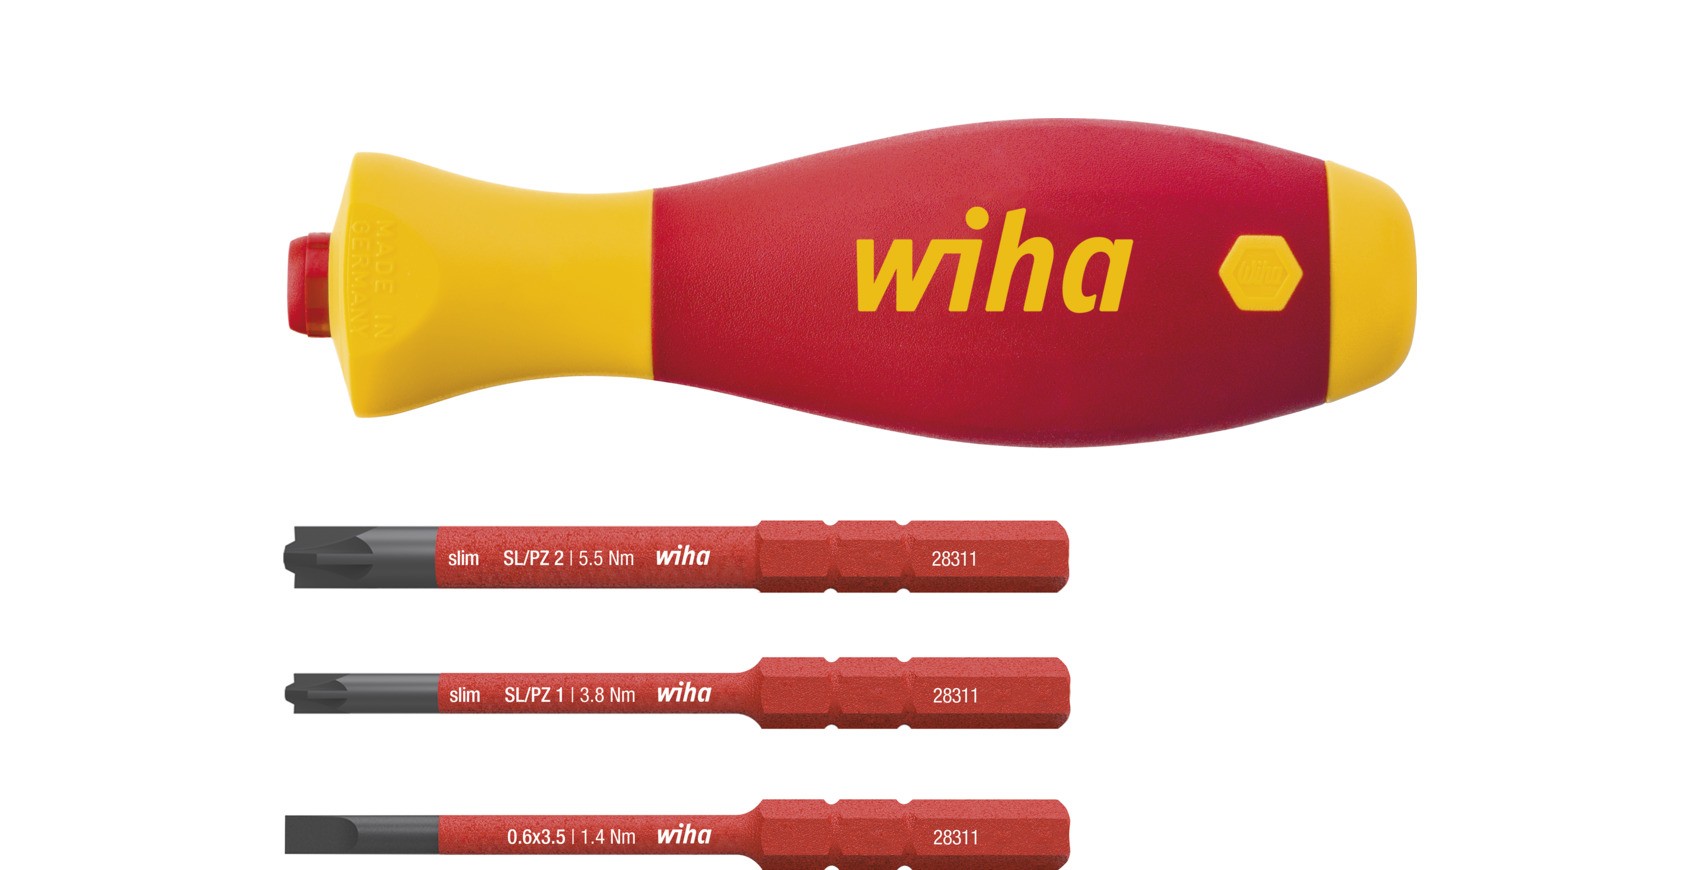 MADE IN
GERMANY
wiha
wiha
slim SL/PZ 2 | 5.5 Nm wiha 28311
slim SL/PZ 1 | 3.8 Nm wiha 28311
0.6x3.5 | 1.4 Nm wiha 28311